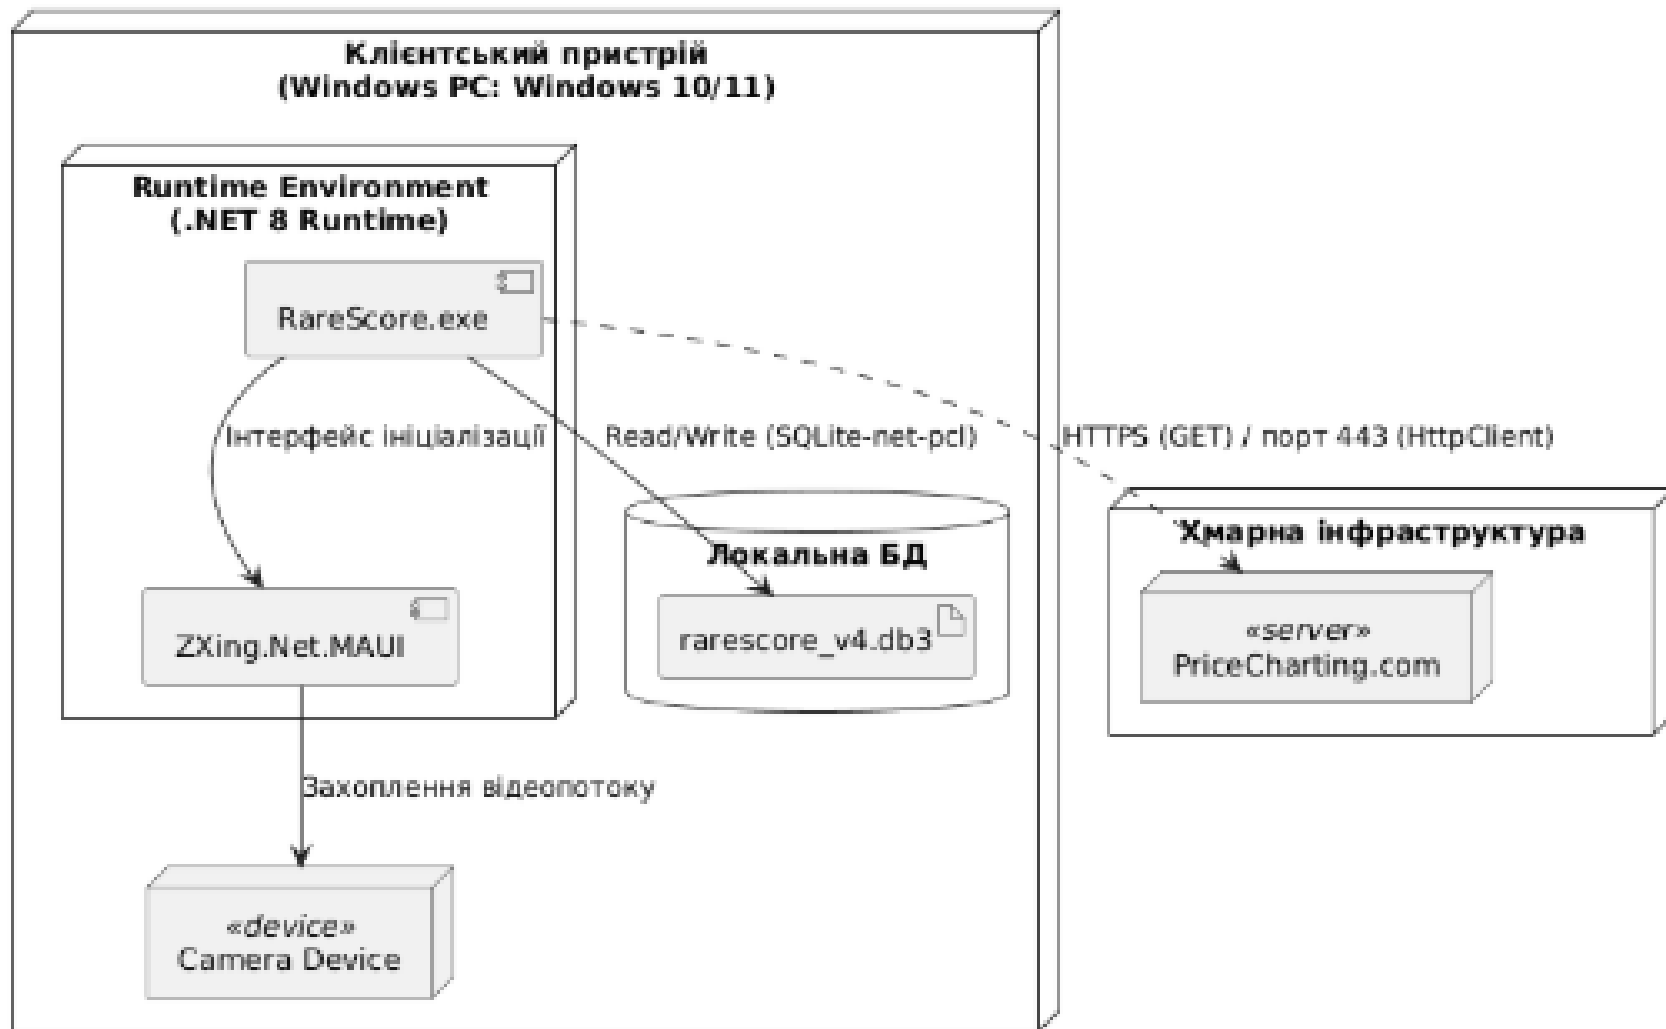 Клієнтський пристрій
(Windows PC: Windows 10/11)
Runtime Environment
(.NET 8 Runtime)
RareScore.exe
Інтерфейс ініціалізації
Read/Write (SQLite-net-pcl)
HTTPS (GET) / порт 443 (HttpClient)
Локальна БД
Хмарна інфраструктура
ZXing.Net.MAUI
rarescore_v4.db3
«server»
PriceCharting.com
Захоплення відеопотоку
«device»
Camera Device